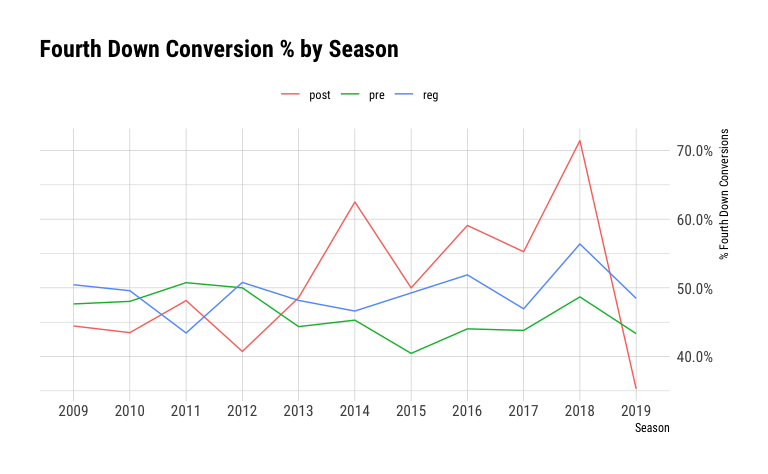 Fourth Down Conversion % by Season
post pre reg
70.0%
60.0%
50.0%
40.0%
% Fourth Down Conversions
2009 2010 2011 2012 2013 2014 2015 2016 2017 2018 2019
Season